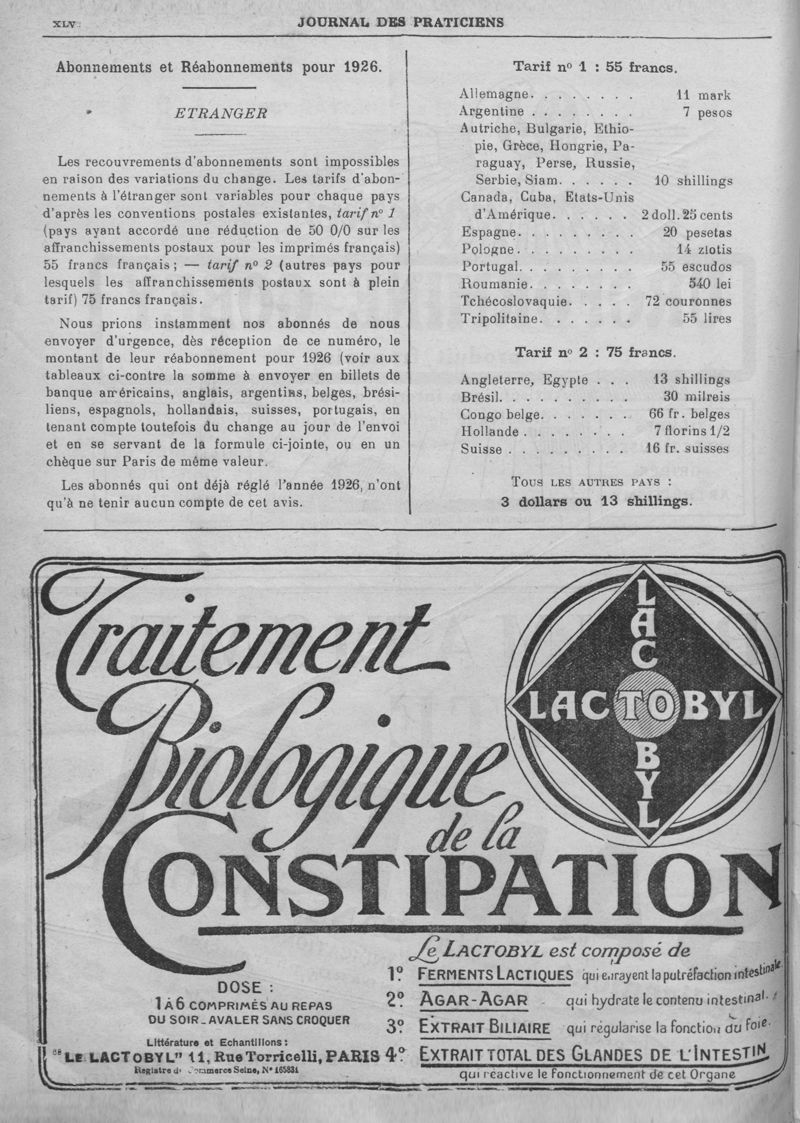 XLV
JOURNAL DES PRATICIENS
Abonnements et Réabonnements pour 1926.
ETRANGER
Les recouvrements d'abonnements sont impossibles
en raison des variations du change. Les tarifs d'abon-
nements à l'étranger sont variables pour chaque pays
d'après les conventions postales existantes, tarif nº 1
(pays ayant accordé une réduction de 50 0/0 sur les
affranchissements postaux pour les imprimés français)
55 francs français ; — tarif nº 2 (autres pays pour
lesquels les affranchissements postaux sont à plein
tarif) 75 francs français.
Nous prions instamment nos abonnés de nous
envoyer d'urgence, dès réception de ce numéro, le
montant de leur réabonnement pour 1926 (voir aux
tableaux ci-contre la somme à envoyer en billets de
banque américains, anglais, argentins, belges, brési-
liens, espagnols, hollandais, suisses, portugais, en
tenant compte toutefois du change au jour de l'envoi
et en se servant de la formule ci-jointe, ou en un
chèque sur Paris de même valeur.
Les abonnés qui ont déjà réglé l'année 1926, n'ont
qu'à ne tenir aucun compte de cet avis.
Tarif nº 1 : 55 francs.
Allemagne. . . . . . . . 11 mark
Argentine . . . . . . . . 7 pesos
Autriche, Bulgarie, Ethio-
pie, Grèce, Hongrie, Pa-
raguay, Perse, Russie,
Serbie, Siam. . . . . . 10 shillings
Canada, Cuba, Etats-Unis
d'Amérique. . . . . . 2 doll. 25 cents
Espagne. . . . . . . . . 20 pesetas
Pologne. . . . . . . . . 14 zlotis
Portugal. . . . . . . . . 55 escudos
Roumanie. . . . . . . . 540 lei
Tchécoslovaquie. . . . . 72 couronnes
Tripolitaine. . . . . . . 55 lires
Tarif nº 2 : 75 francs.
Angleterre, Egypte . . . 13 shillings
Brésil. . . . . . . . . . 30 milreis
Congo belge. . . . . . . 66 fr. belges
Hollande . . . . . . . . 7 florins 1/2
Suisse . . . . . . . . . 16 fr. suisses
TOUS LES AUTRES PAYS :
3 dollars ou 13 shillings.
Traitement
Biologique
de la
CONSTIPATION
LACTOBYL
LACTOBYL
Le LACTOBYL est composé de
1º FERMENTS LACTIQUES qui enrayent la putréfaction intestinale.
2º AGAR-AGAR - qui hydrate le contenu intestinal.
3º EXTRAIT BILIAIRE qui régularise la fonction du foie.
4º EXTRAIT TOTAL DES GLANDES DE L'INTESTIN
qui réactive le fonctionnement de cet Organe
DOSE :
1 À 6 COMPRIMÉS AU REPAS
DU SOIR_AVALER SANS CROQUER
Littérature et Echantillons :
"LE LACTOBYL" 11, Rue Torricelli, PARIS
Registre du Commerce Seine, Nº 165831